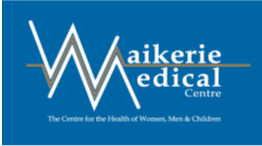 Waikerie
Medical
Centre
The Centre for the Health of Women, Men & Children